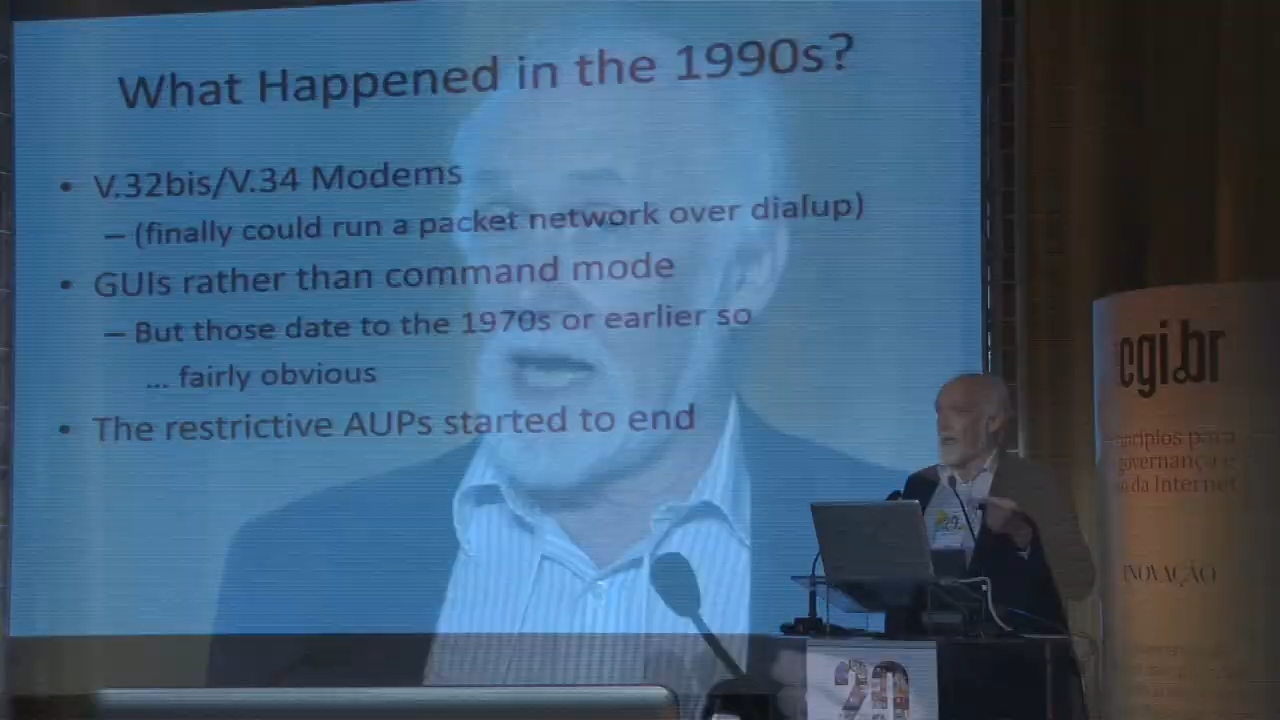 What Happened in the 1990s?
• V.32bis/V.34 Modems
– (finally could run a packet network over dialup)
• GUIs rather than command mode
– But those date to the 1970s or earlier so
... fairly obvious
• The restrictive AUPs started to end
cgi.br
para
governança e
da Internet
INOVAÇÃO
20